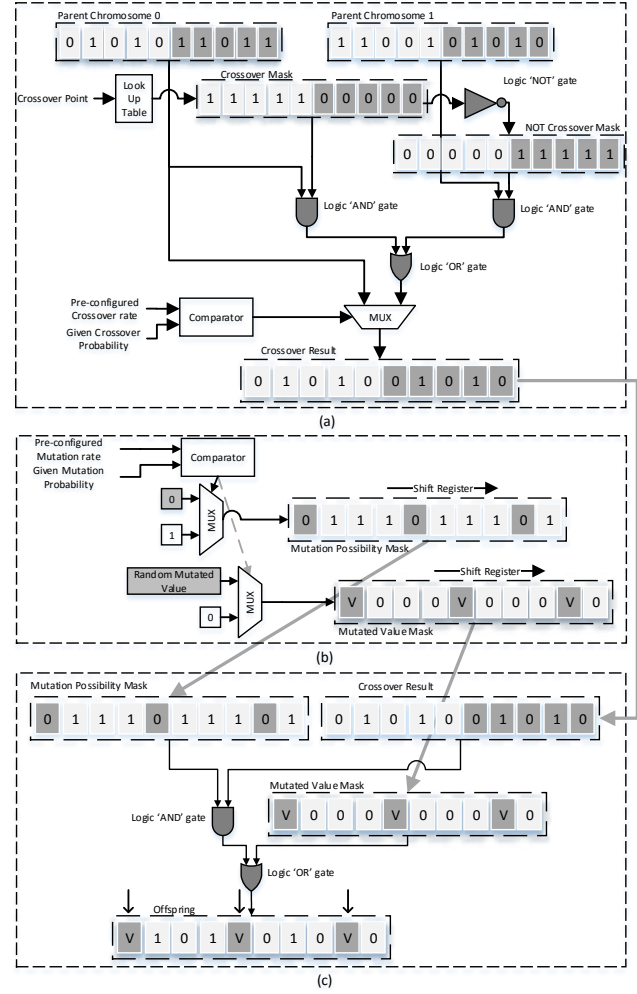 Parent Chromosome 0
0 1 0 1 0 1 1 0 1 1
Parent Chromosome 1
1 1 0 0 1 0 1 0 1 0
Crossover Point
Look
Up
Table
Crossover Mask
1 1 1 1 1 0 0 0 0 0
Logic ‘NOT’ gate
NOT Crossover Mask
0 0 0 0 0 1 1 1 1 1
Logic ‘AND’ gate
Logic ‘AND’ gate
Logic ‘OR’ gate
Pre-configured
Crossover rate
Given Crossover
Probability
Comparator
MUX
Crossover Result
0 1 0 1 0 0 1 0 1 0
(a)
Pre-configured
Mutation rate
Given Mutation
Probability
Comparator
0
1
MUX
Shift Register
0 1 1 1 0 1 1 1 0 1
Mutation Possibility Mask
Random Mutated
Value
0
MUX
Shift Register
V 0 0 0 V 0 0 0 V 0
Mutated Value Mask
(b)
Mutation Possibility Mask
0 1 1 1 0 1 1 1 0 1
Crossover Result
0 1 0 1 0 0 1 0 1 0
Mutated Value Mask
V 0 0 0 V 0 0 0 V 0
Logic ‘AND’ gate
Logic ‘OR’ gate
Offspring
V 1 0 1 V 0 1 0 V 0
(c)